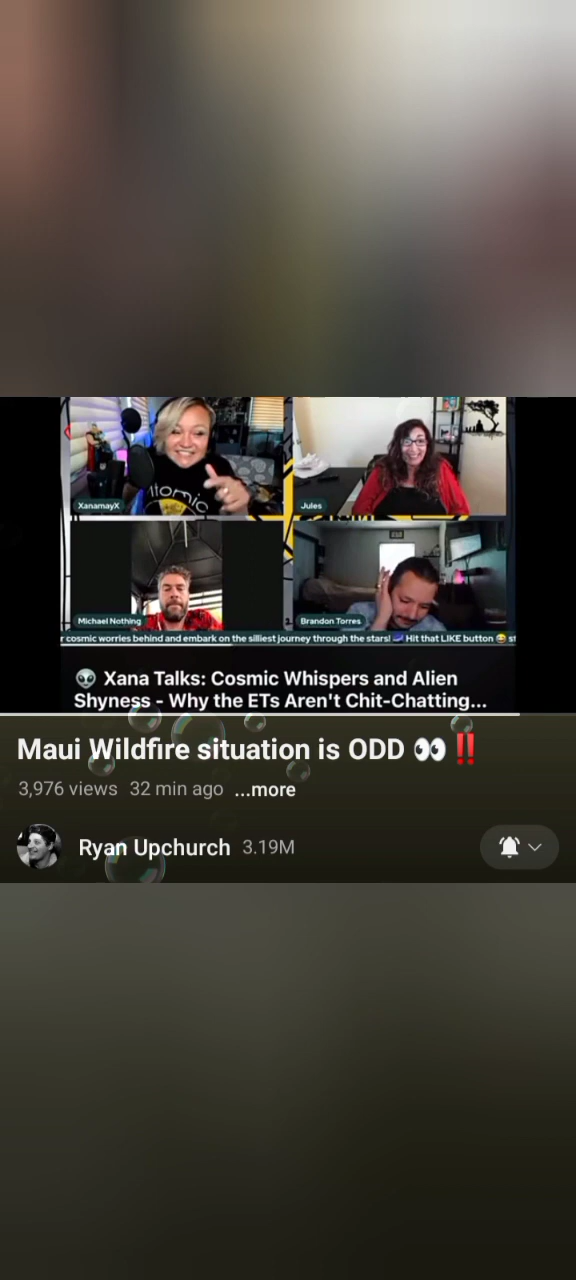 Atomic
XanamayX
Jules
Michael Nothing
Brandon Torres
r cosmic worries behind and embark on the silliest journey through the stars! 🌌 Hit that LIKE button 😂 st
👽 Xana Talks: Cosmic Whispers and Alien
Shyness - Why the ETs Aren't Chit-Chatting...
Maui Wildfire situation is ODD 👀‼️
3,976 views 32 min ago ...more
Ryan Upchurch 3.19M